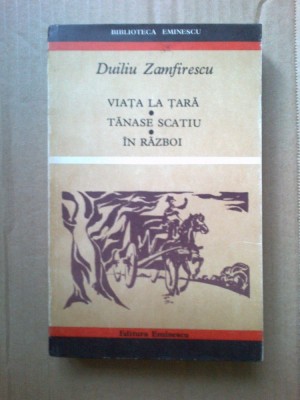 BIBLIOTECA EMINESCU
Duiliu Zamfirescu
VIAȚA LA ȚARĂ
•
TĂNASE SCATIU
•
ÎN RĂZBOI
Editura Eminescu